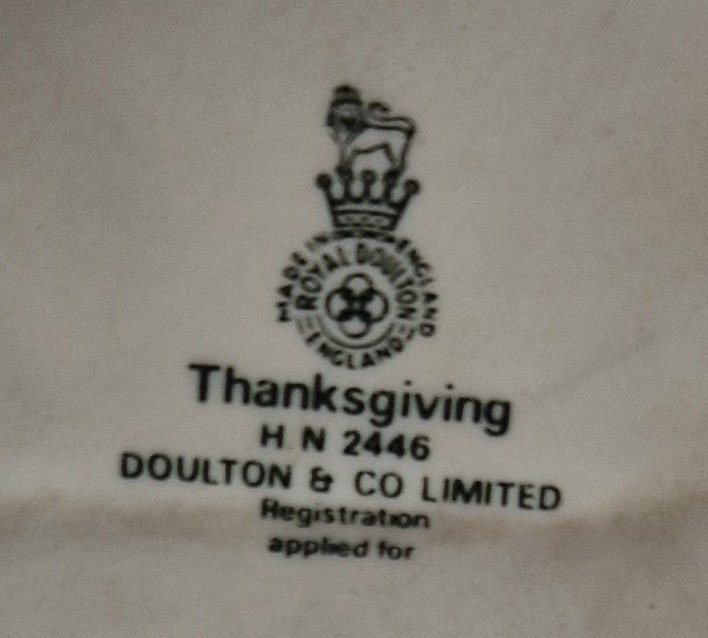 MADE IN ENGLAND
ROYAL DOULTON
ENGLAND
Thanksgiving
H N 2446
DOULTON & CO LIMITED
Registration
applied for